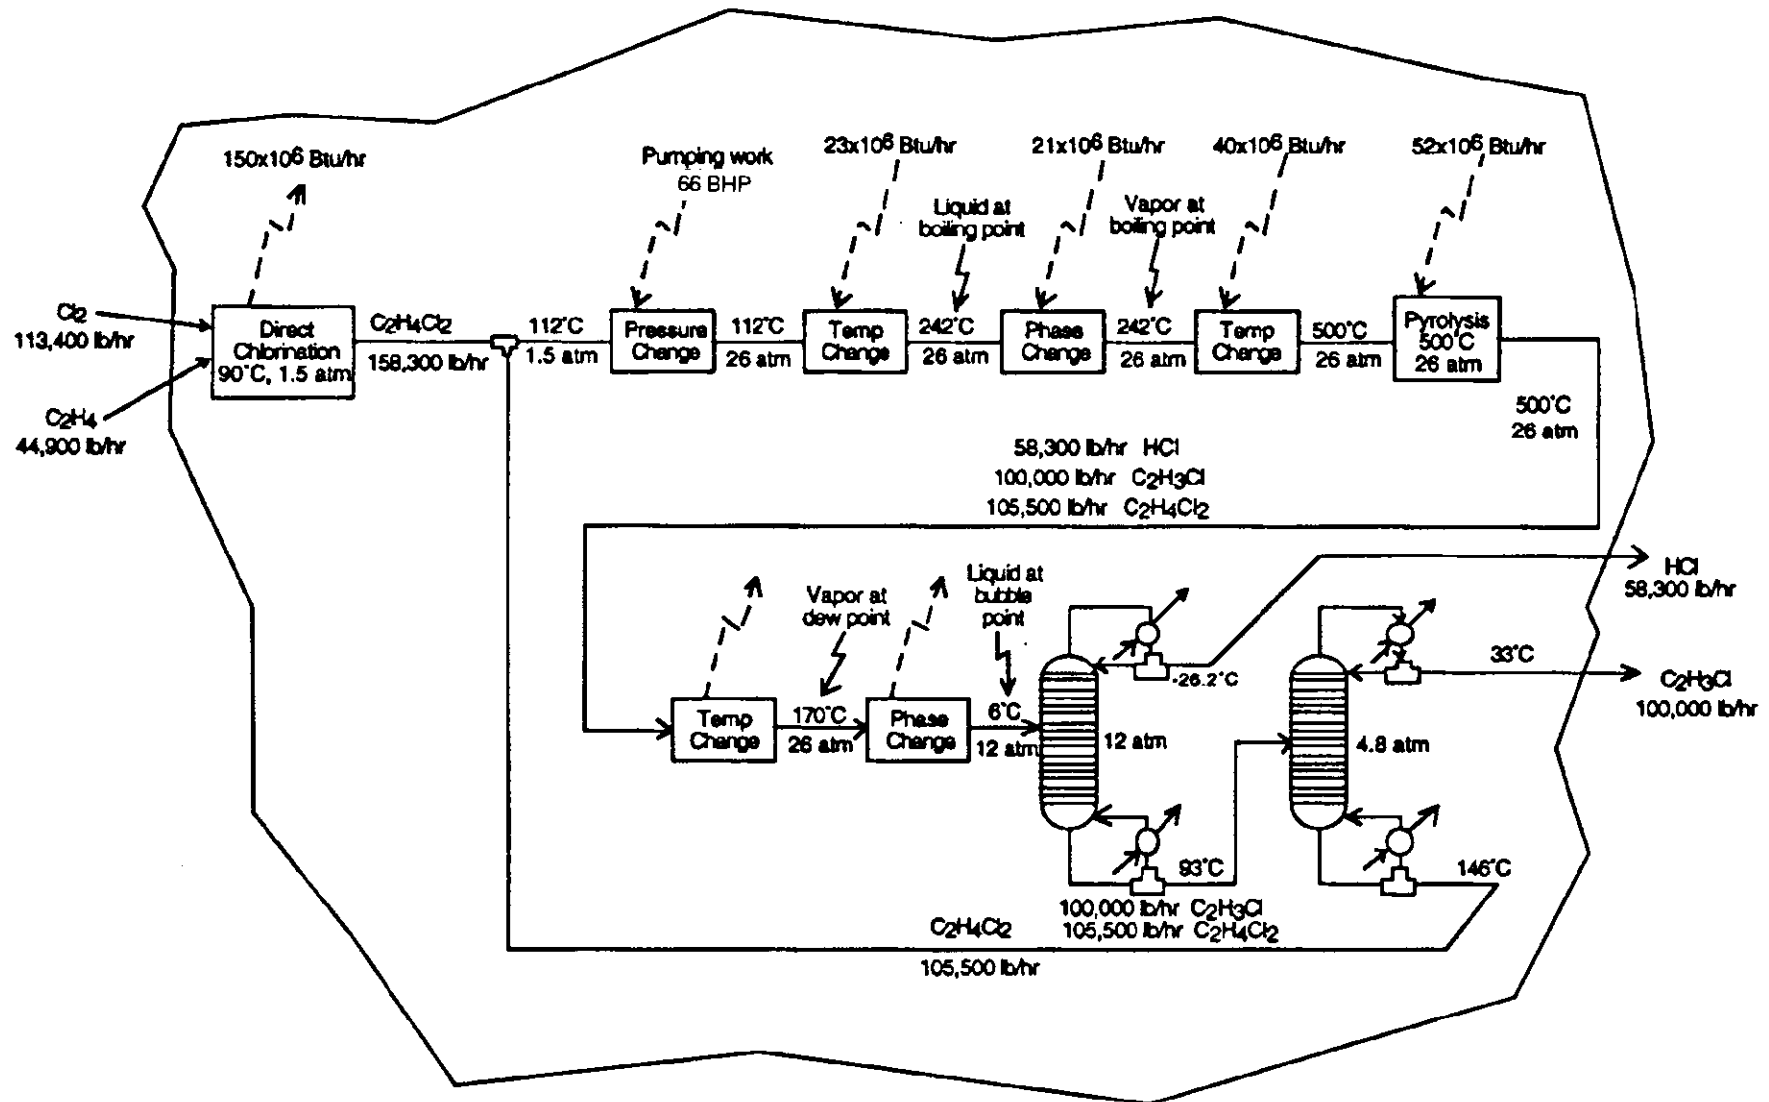 150x10⁶ Btu/hr
Pumping work
66 BHP
23x10⁶ Btu/hr
21x10⁶ Btu/hr
40x10⁶ Btu/hr
52x10⁶ Btu/hr
Liquid at
boiling point
Vapor at
boiling point
Cl₂
113,400 lb/hr
C₂H₄
44,900 lb/hr
Direct
Chlorination
90°C, 1.5 atm
C₂H₄Cl₂
158,300 lb/hr
112°C
1.5 atm
Pressure
Change
112°C
26 atm
Temp
Change
242°C
26 atm
Phase
Change
242°C
26 atm
Temp
Change
500°C
26 atm
Pyrolysis
500°C
26 atm
500°C
26 atm
58,300 lb/hr HCl
100,000 lb/hr C₂H₃Cl
105,500 lb/hr C₂H₄Cl₂
Vapor at
dew point
Liquid at
bubble
point
Temp
Change
170°C
26 atm
Phase
Change
6°C
12 atm
12 atm
-26.2°C
HCl
58,300 lb/hr
4.8 atm
33°C
C₂H₃Cl
100,000 lb/hr
93°C
146°C
100,000 lb/hr C₂H₃Cl
105,500 lb/hr C₂H₄Cl₂
C₂H₄Cl₂
105,500 lb/hr